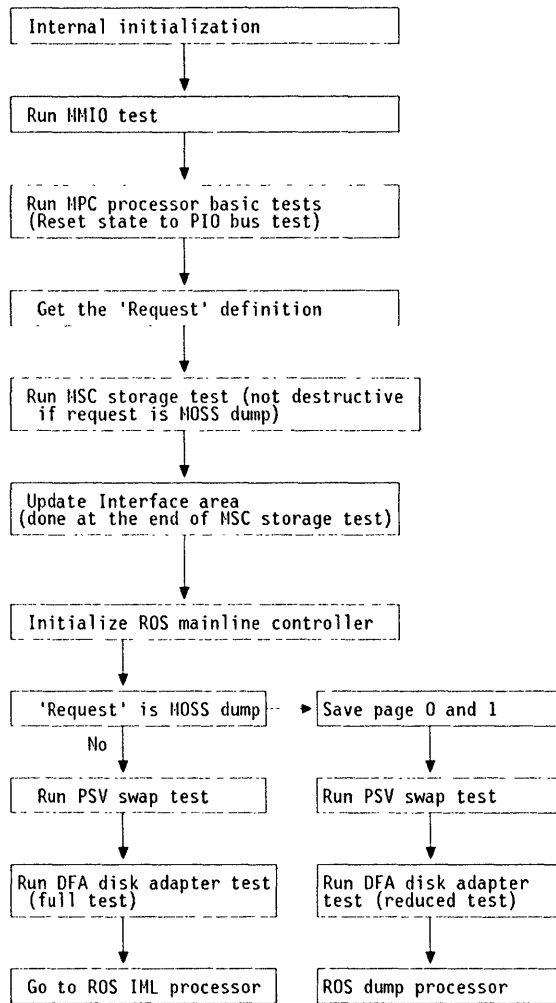 Internal initialization
Run MMIO test
Run MPC processor basic tests
(Reset state to PIO bus test)
Get the 'Request' definition
Run MSC storage test (not destructive
if request is MOSS dump)
Update Interface area
(done at the end of MSC storage test)
Initialize ROS mainline controller
'Request' is MOSS dump
Save page 0 and 1
No
Run PSV swap test
Run PSV swap test
Run DFA disk adapter test
(full test)
Run DFA disk adapter
test (reduced test)
Go to ROS IML processor
ROS dump processor